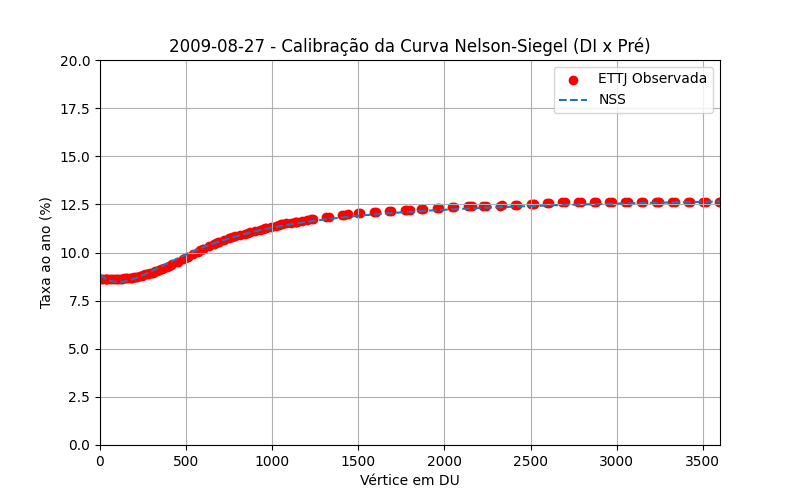 2009-08-27 - Calibração da Curva Nelson-Siegel (DI x Pré)
20.0
17.5
15.0
12.5
10.0
7.5
5.0
2.5
0.0
Taxa ao ano (%)
ETTJ Observada
NSS
0 500 1000 1500 2000 2500 3000 3500
Vértice em DU